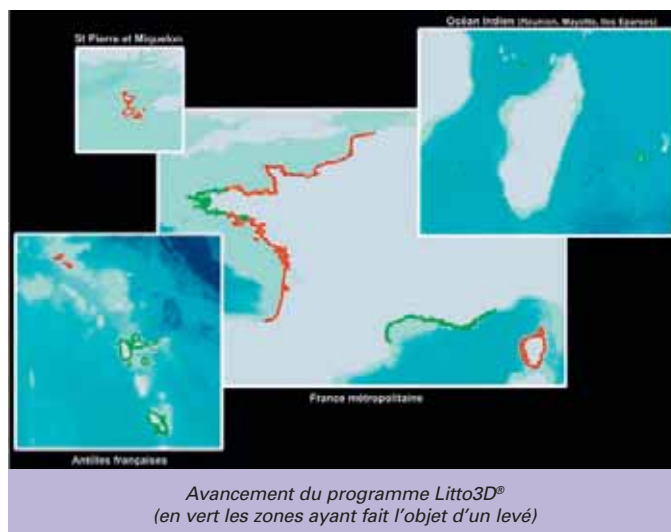 Océan Indien (Réunion, Mayotte, Iles Eparses)
St Pierre et Miquelon
France métropolitaine
Antilles françaises
Avancement du programme Litto3D®
(en vert les zones ayant fait l'objet d'un levé)